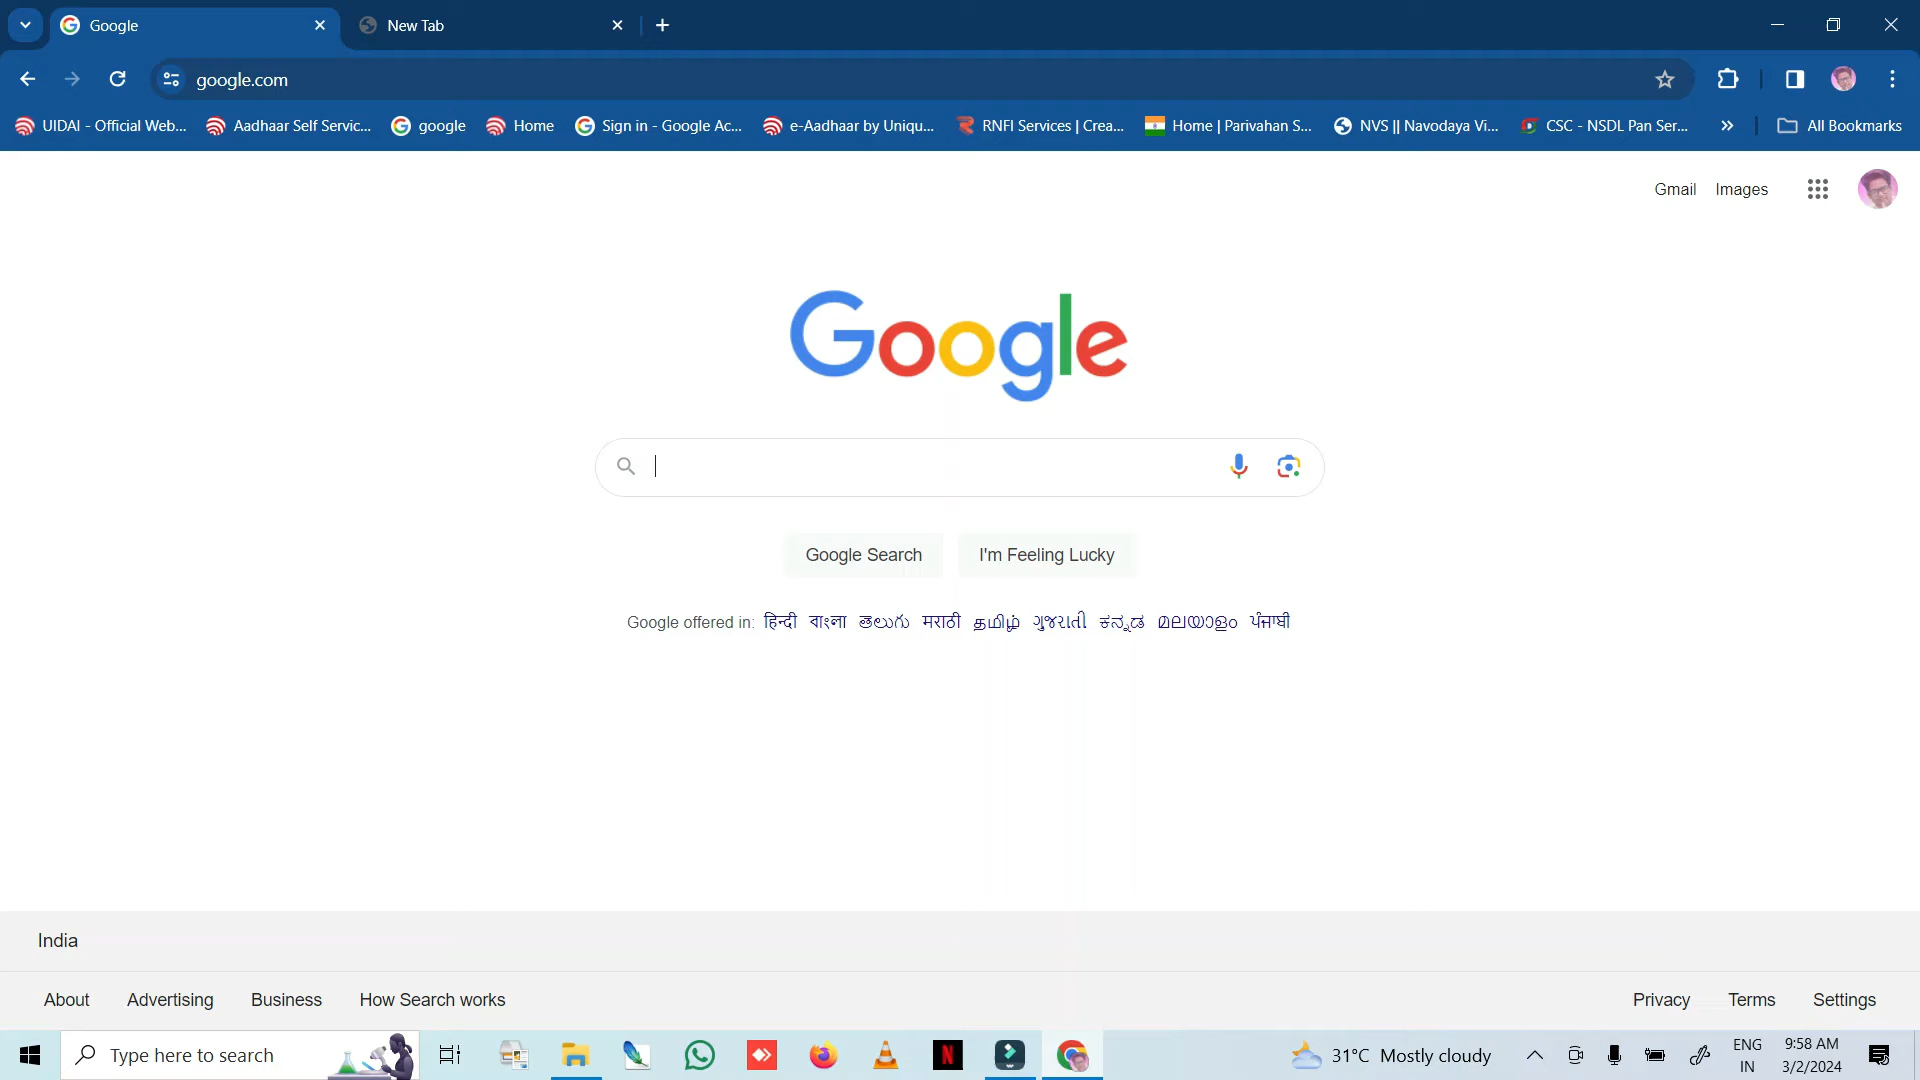 Google
New Tab
google.com
UIDAI - Official Web...
Aadhaar Self Servic...
google
Home
Sign in - Google Ac...
e-Aadhaar by Uniqu...
RNFI Services | Crea...
Home | Parivahan S...
NVS || Navodaya Vi...
CSC - NSDL Pan Ser...
All Bookmarks
Gmail Images
Google
Google Search
I'm Feeling Lucky
Google offered in: हिन्दी বাংলা తెలుగు मराठी தமிழ் ગુજરાતી ಕನ್ನಡ മലയാളം ਪੰਜਾਬੀ
India
About Advertising Business How Search works
Privacy Terms Settings
Type here to search
N
31°C Mostly cloudy
ENG
IN
9:58 AM
3/2/2024